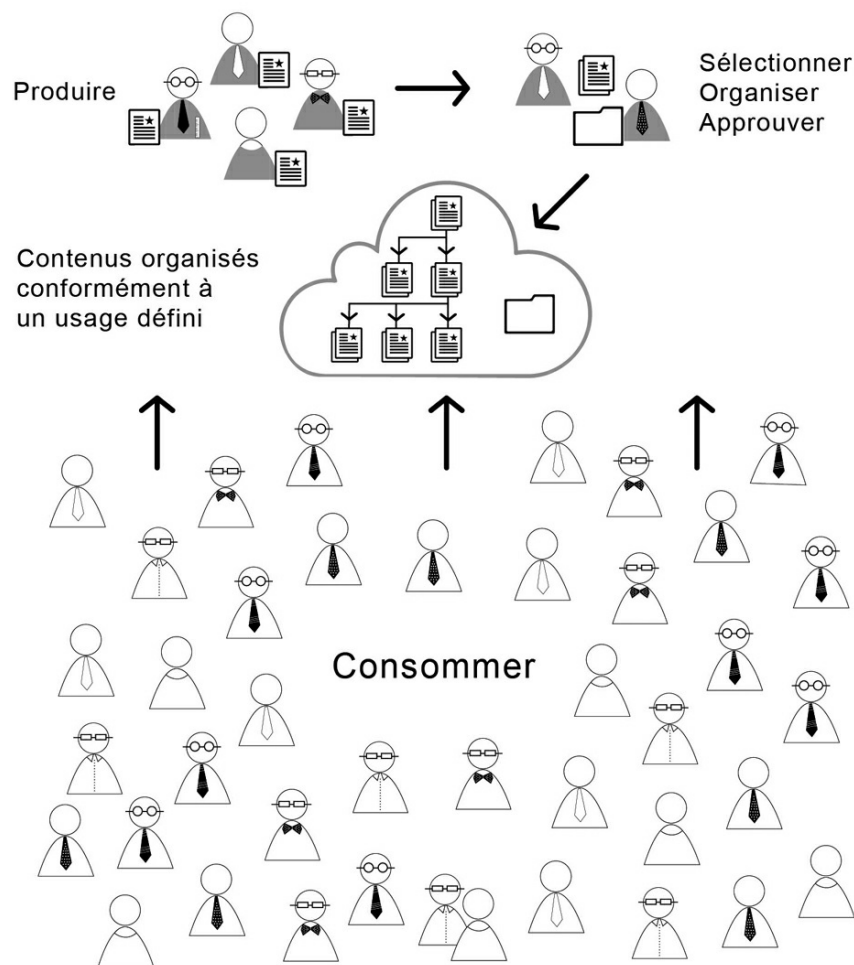 Produire
Sélectionner
Organiser
Approuver
Contenus organisés
conformément à
un usage défini
Consommer